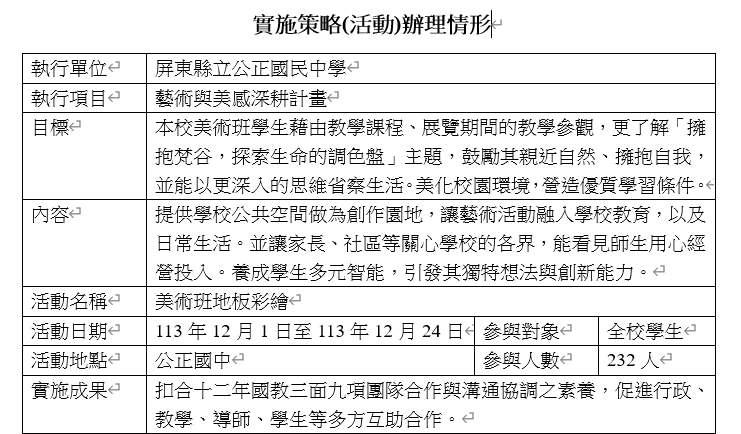 實施策略(活動)辦理情形
執行單位 屏東縣立公正國民中學
執行項目 藝術與美感深耕計畫
目標 本校美術班學生藉由教學課程、展覽期間的教學參觀，更了解「擁
抱梵谷，探索生命的調色盤」主題，鼓勵其親近自然、擁抱自我，
並能以更深入的思維省察生活。美化校園環境，營造優質學習條件。
內容 提供學校公共空間做為創作園地，讓藝術活動融入學校教育，以及
日常生活。並讓家長、社區等關心學校的各界，能看見師生用心經
營投入。養成學生多元智能，引發其獨特想法與創新能力。
活動名稱 美術班地板彩繪
活動日期 113 年 12 月 1 日至 113 年 12 月 24 日 參與對象 全校學生
活動地點 公正國中 參與人數 232 人
實施成果 扣合十二年國教三面九項團隊合作與溝通協調之素養，促進行政、
教學、導師、學生等多方互助合作。